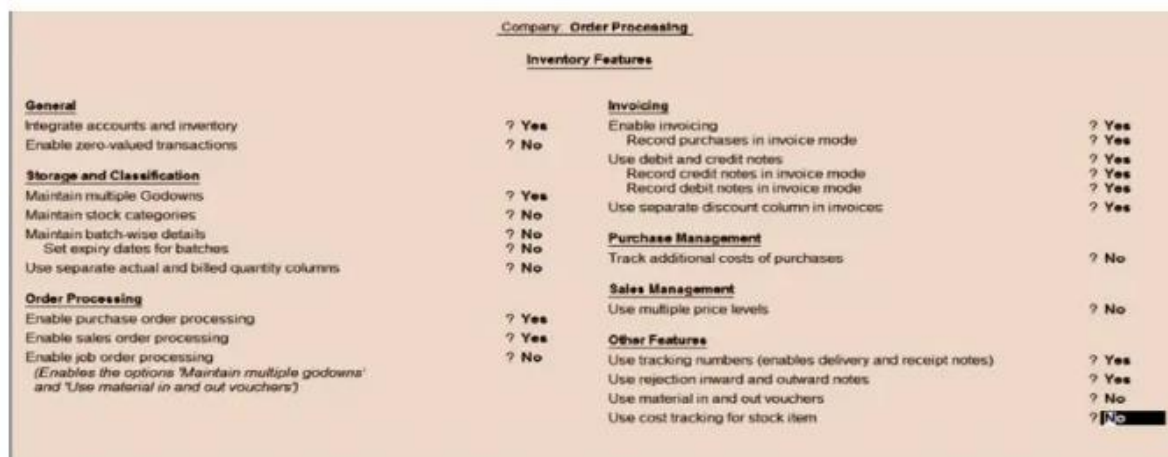 Company: Order Processing
Inventory Features
General
Integrate accounts and inventory ? Yes
Enable zero-valued transactions ? No
Storage and Classification
Maintain multiple Godowns ? Yes
Maintain stock categories ? No
Maintain batch-wise details ? No
Set expiry dates for batches ? No
Use separate actual and billed quantity columns ? No
Order Processing
Enable purchase order processing ? Yes
Enable sales order processing ? Yes
Enable job order processing ? No
(Enables the options 'Maintain multiple godowns'
and 'Use material in and out vouchers')
Invoicing
Enable invoicing ? Yes
Record purchases in invoice mode ? Yes
Use debit and credit notes ? Yes
Record credit notes in invoice mode ? Yes
Record debit notes in invoice mode ? Yes
Use separate discount column in invoices ? Yes
Purchase Management
Track additional costs of purchases ? No
Sales Management
Use multiple price levels ? No
Other Features
Use tracking numbers (enables delivery and receipt notes) ? Yes
Use rejection inward and outward notes ? Yes
Use material in and out vouchers ? No
Use cost tracking for stock item ? No